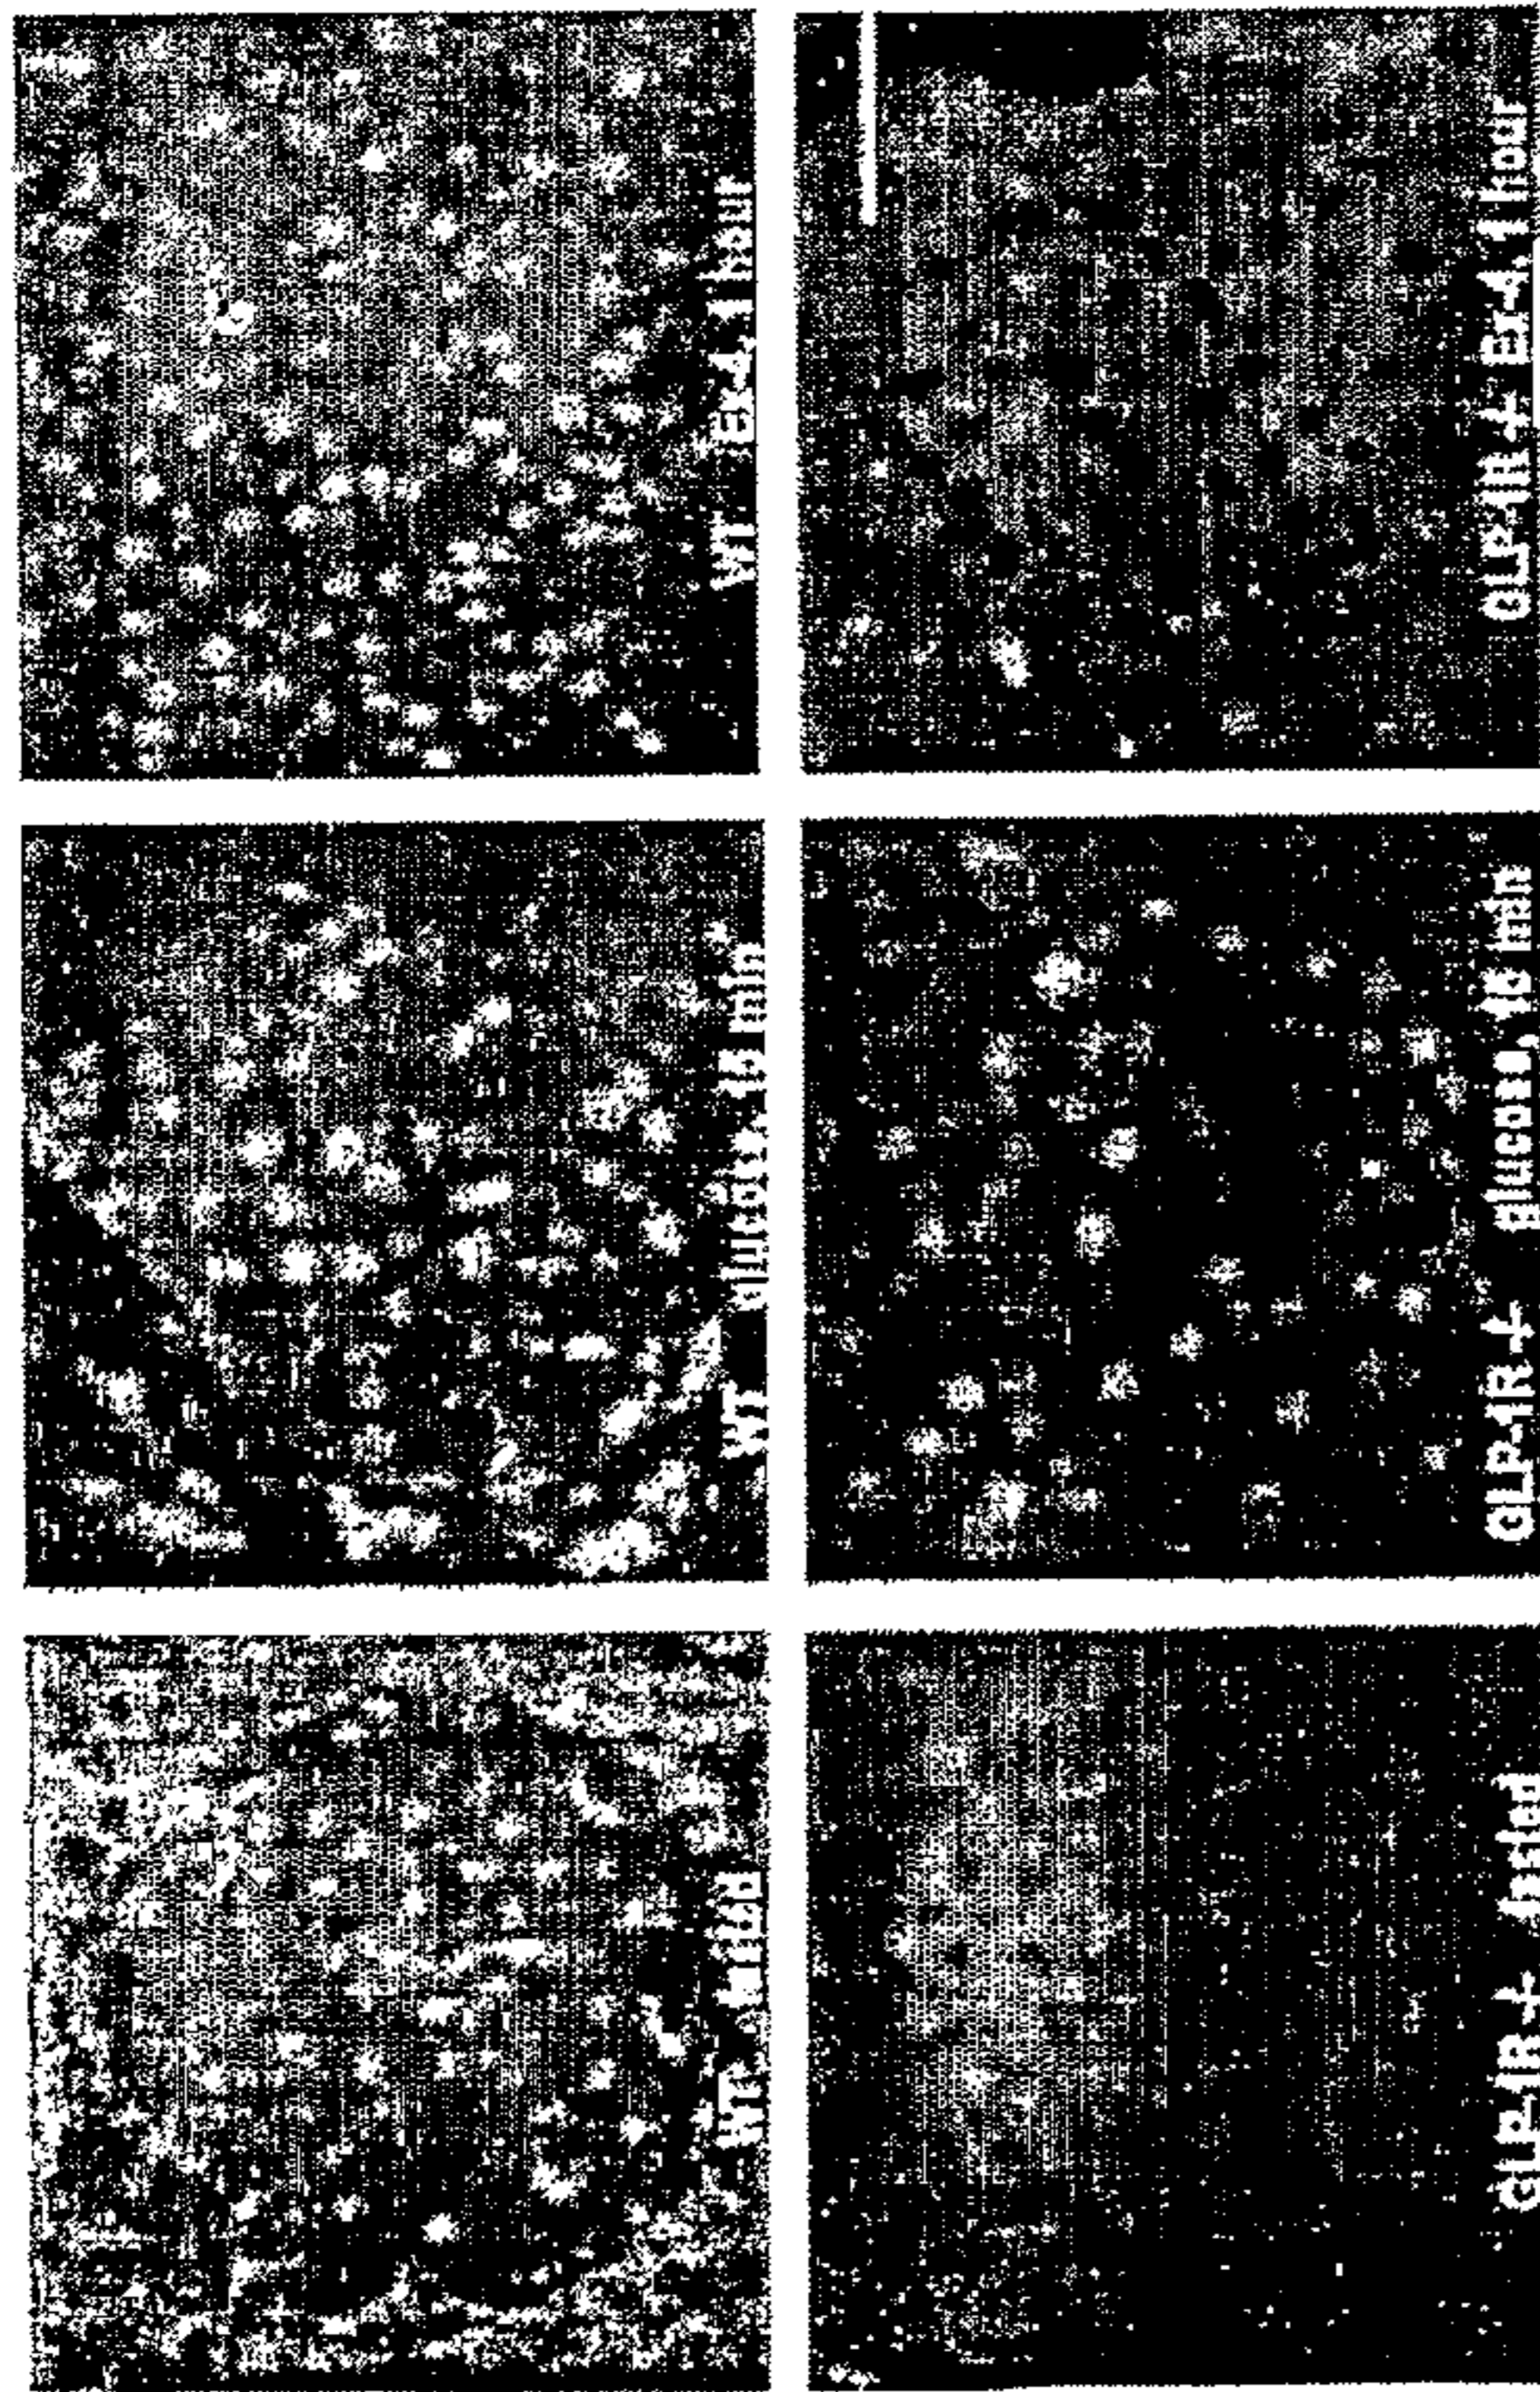 WT fasted
WT glucose, 15 min
WT Ex-4, 1 hour
GLP-1R -/- fasted
GLP-1R -/- glucose, 15 min
GLP-1R -/- Ex-4, 1 hour